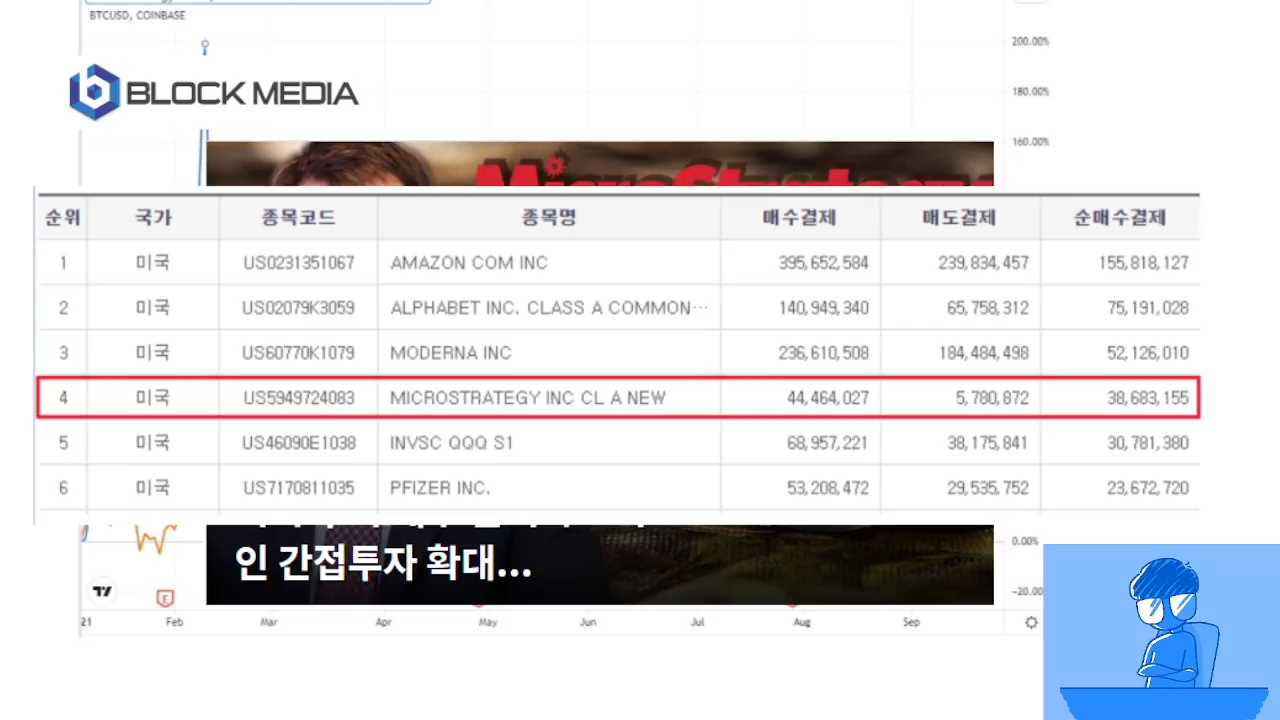 BTCUSD, COINBASE
200.00%
BLOCK MEDIA
180.00%
160.00%
순위 국가 종목코드 종목명 매수결제 매도결제 순매수결제
1 미국 US0231351067 AMAZON COM INC 395,652,584 239,834,457 155,818,127
2 미국 US02079K3059 ALPHABET INC. CLASS A COMMON… 140,949,340 65,758,312 75,191,028
3 미국 US60770K1079 MODERNA INC 236,610,508 184,484,498 52,126,010
4 미국 US5949724083 MICROSTRATEGY INC CL A NEW 44,464,027 5,780,872 38,683,155
5 미국 US46090E1038 INVSC QQQ S1 68,957,221 38,175,841 30,781,380
6 미국 US7170811035 PFIZER INC. 53,208,472 29,535,752 23,672,720
0.00%
인 간접투자 확대...
-20.00
E
21 Feb Mar Apr May Jun Jul Aug Sep